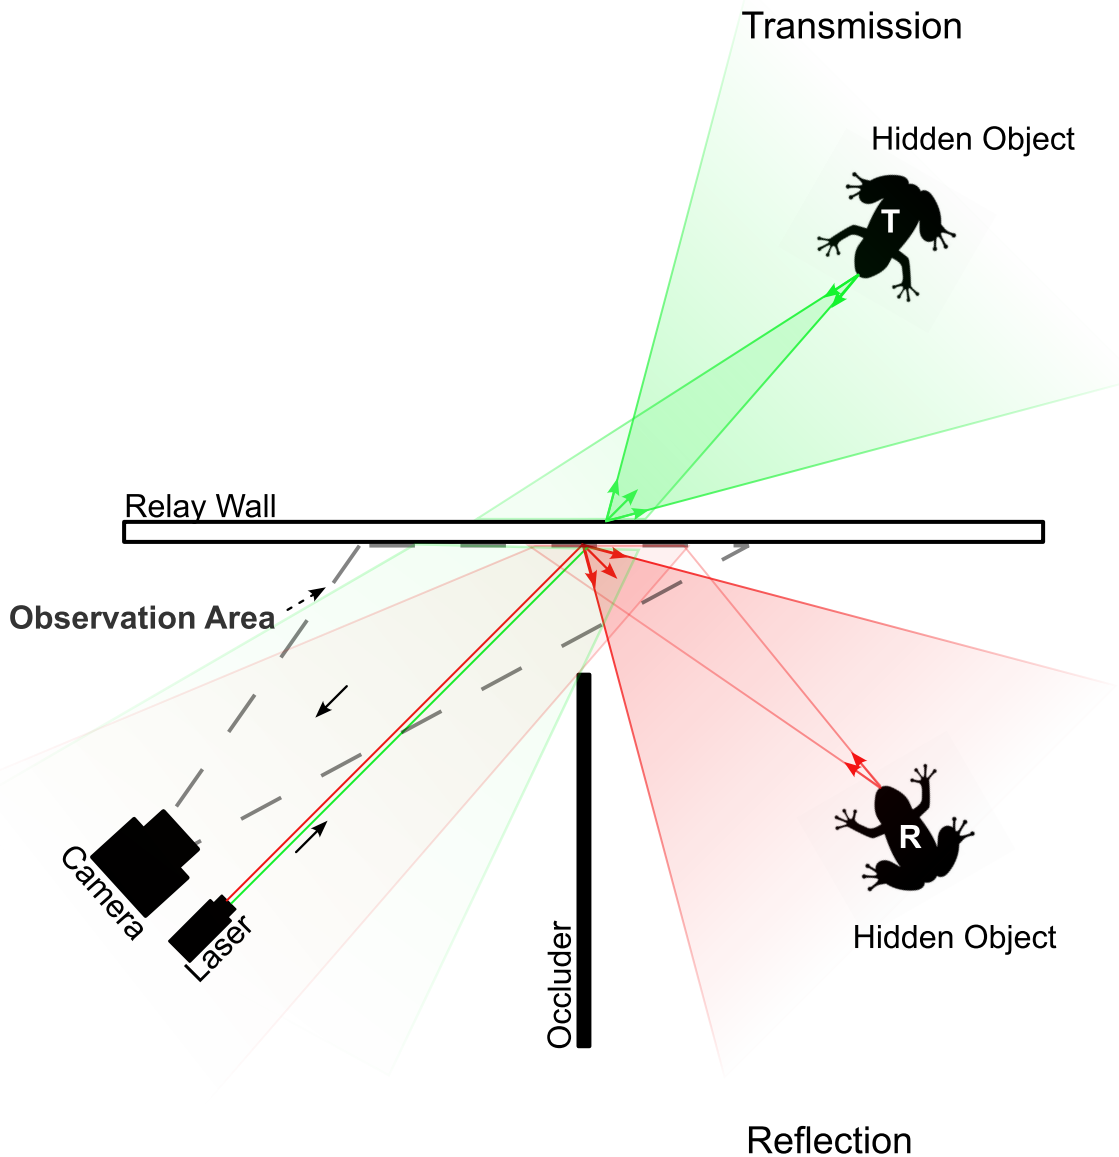 Transmission
Hidden Object
T
Relay Wall
Observation Area
Camera
Laser
Occluder
R
Hidden Object
Reflection